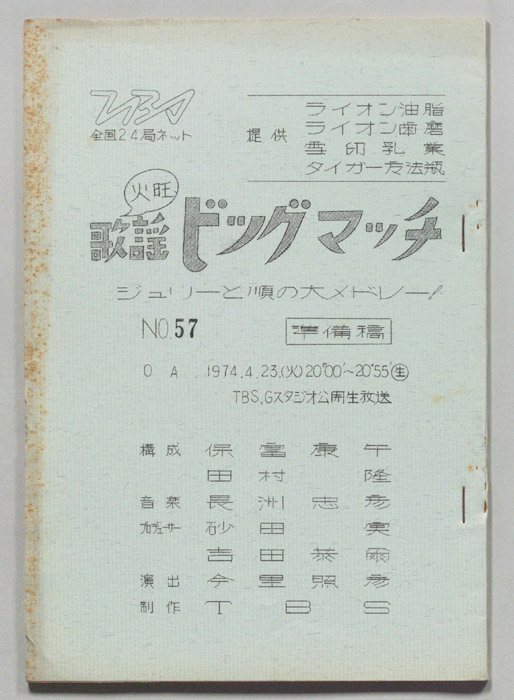 TBS
全国24局ネット
提供
ライオン油脂
ライオン歯磨
雪印乳業
タイガー魔法瓶
火旺
歌謡ビッグマッチ
ジュリーと順の大メドレー!
NO.57 準備稿
OA 1974.4.23.(火)20°00′~20°55′(生)
TBS.Gスタジオ公開生放送
構成 保富康午
田村隆
音楽 長洲忠彦
プロデューサー 砂田実
吉田泰爾
演出 今里照彦
制作 TBS